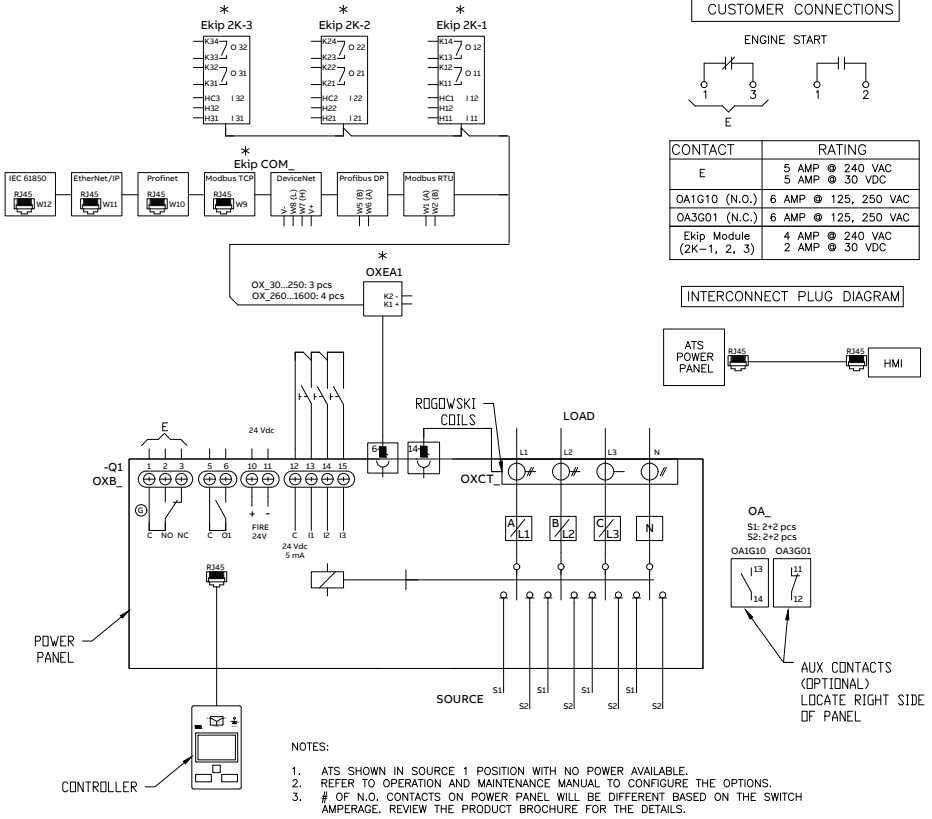 *
Ekip 2K-3
K34
O 32
K33
K32
O 31
K31
HC3 I 32
H32
H31 I 31
*
Ekip 2K-2
K24
O 22
K23
K22
O 21
K21
HC2 I 22
H22
H21 I 21
*
Ekip 2K-1
K14
O 12
K13
K12
O 11
K11
HC1 I 12
H12
H11 I 11
CUSTOMER CONNECTIONS
ENGINE START
1 3
E
1 2
CONTACT RATING
E 5 AMP @ 240 VAC
5 AMP @ 30 VDC
OA1G10 (N.O.) 6 AMP @ 125, 250 VAC
OA3G01 (N.C.) 6 AMP @ 125, 250 VAC
Ekip Module 4 AMP @ 240 VAC
(2K-1, 2, 3) 2 AMP @ 30 VDC
*
Ekip COM_
IEC 61850
RJ45
W12
EtherNet/IP
RJ45
W11
Profinet
RJ45
W10
Modbus TCP
RJ45
W9
DeviceNet
V-
W8 (L)
W7 (H)
V+
Profibus DP
W5 (B)
W6 (A)
Modbus RTU
W1 (A)
W2 (B)
*
OXEA1
K2 -
K1 +
OX_30...250: 3 pcs
OX_260...1600: 4 pcs
INTERCONNECT PLUG DIAGRAM
ATS
POWER
PANEL
RJ45
RJ45
HMI
ROGOWSKI
COILS
LOAD
E
24 Vdc
6
14
L1 L2 L3 N
-Q1
OXB_
1 2 3 5 6 10 11 12 13 14 15
OXCT_
G
C NO NC C O1
+ -
FIRE
24V
C I1 I2 I3
24 Vdc
5 mA
A/L1 B/L2 C/L3 N
RJ45
OA_
S1: 2+2 pcs
S2: 2+2 pcs
OA1G10 OA3G01
13
14
11
12
POWER
PANEL
AUX CONTACTS
(OPTIONAL)
LOCATE RIGHT SIDE
OF PANEL
SOURCE
S1 S1 S1 S1
S2 S2 S2 S2
CONTROLLER
NOTES:
1. ATS SHOWN IN SOURCE 1 POSITION WITH NO POWER AVAILABLE.
2. REFER TO OPERATION AND MAINTENANCE MANUAL TO CONFIGURE THE OPTIONS.
3. # OF N.O. CONTACTS ON POWER PANEL WILL BE DIFFERENT BASED ON THE SWITCH
AMPERAGE. REVIEW THE PRODUCT BROCHURE FOR THE DETAILS.